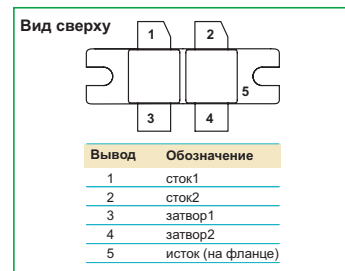 Вид сверху
1 2
5
3 4
Вывод Обозначение
1 сток1
2 сток2
3 затвор1
4 затвор2
5 исток (на фланце)